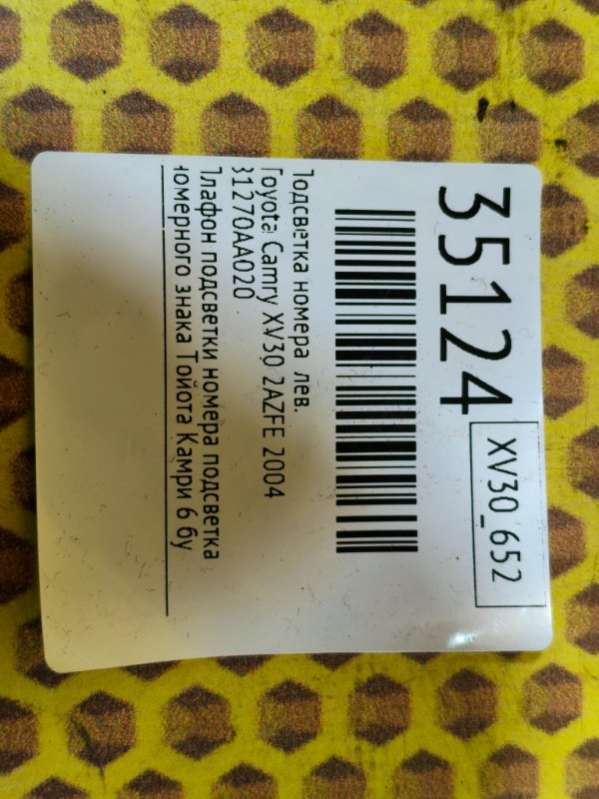 35124
XV30_652
Подсветка номера лев.
Toyota Camry XV30 2AZFE 2004
81270AA020
Плафон подсветки номера подсветка
номерного знака Тойота Камри 6 бу